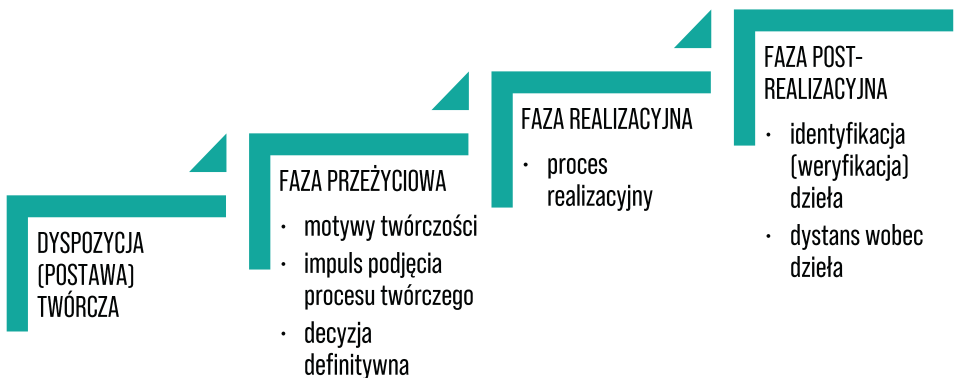 DYSPOZYCJA
(POSTAWA)
TWÓRCZA
FAZA PRZEŻYCIOWA
• motywy twórczości
• impuls podjęcia
procesu twórczego
• decyzja
definitywna
FAZA REALIZACYJNA
• proces
realizacyjny
FAZA POST-
REALIZACYJNA
• identyfikacja
(weryfikacja)
dzieła
• dystans wobec
dzieła